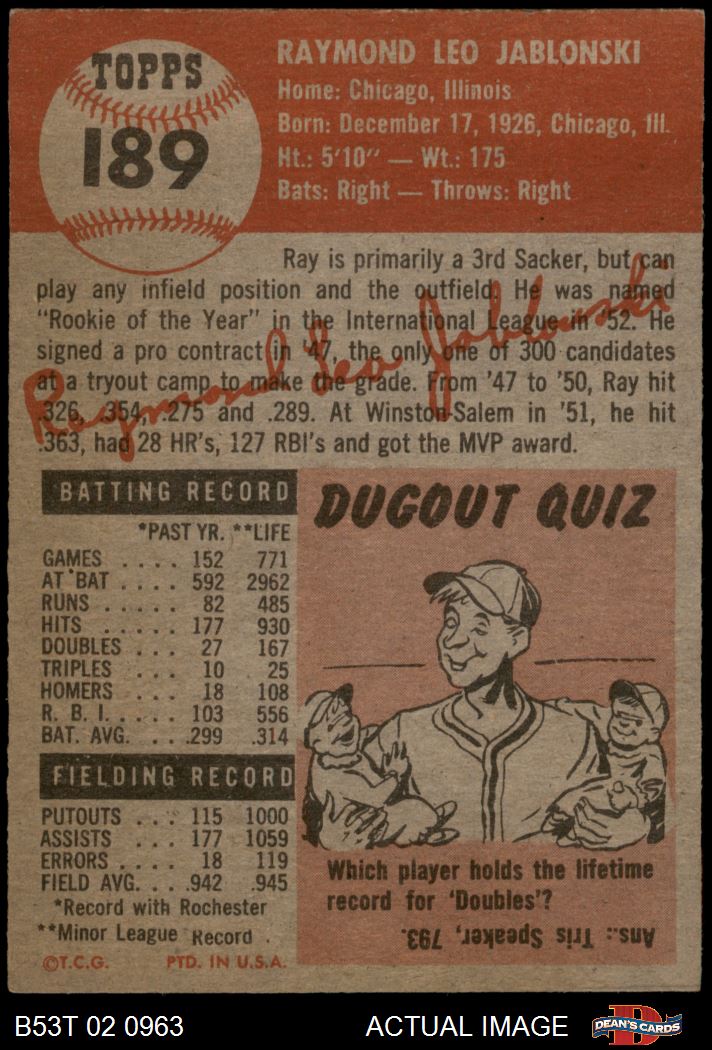 TOPPS
189
RAYMOND LEO JABLONSKI
Home: Chicago, Illinois
Born: December 17, 1926, Chicago, Ill.
Ht.: 5'10" — Wt.: 175
Bats: Right — Throws: Right
Ray is primarily a 3rd Sacker, but can
play any infield position and the outfield. He was named
"Rookie of the Year" in the International League in '52. He
signed a pro contract in '47, the only one of 300 candidates
at a tryout camp to make the grade. From '47 to '50, Ray hit
.326, .354, .275 and .289. At Winston-Salem in '51, he hit
.363, had 28 HR's, 127 RBI's and got the MVP award.
Raymond Leo Jablonski
BATTING RECORD
*PAST YR. **LIFE
GAMES . . . . 152 771
AT BAT . . . . 592 2962
RUNS . . . . . 82 485
HITS . . . . . 177 930
DOUBLES . . . 27 167
TRIPLES . . . 10 25
HOMERS . . . 18 108
R. B. I. . . . . 103 556
BAT. AVG. . . .299 .314
FIELDING RECORD
PUTOUTS . . . 115 1000
ASSISTS . . . 177 1059
ERRORS . . . . 18 119
FIELD AVG. . . .942 .945
*Record with Rochester
**Minor League Record .
©T.C.G. PTD. IN U.S.A.
DUGOUT QUIZ
Which player holds the lifetime
record for 'Doubles'?
Ans.: Tris Speaker, 793.
B53T 02 0963
ACTUAL IMAGE
D
DEAN'S CARDS